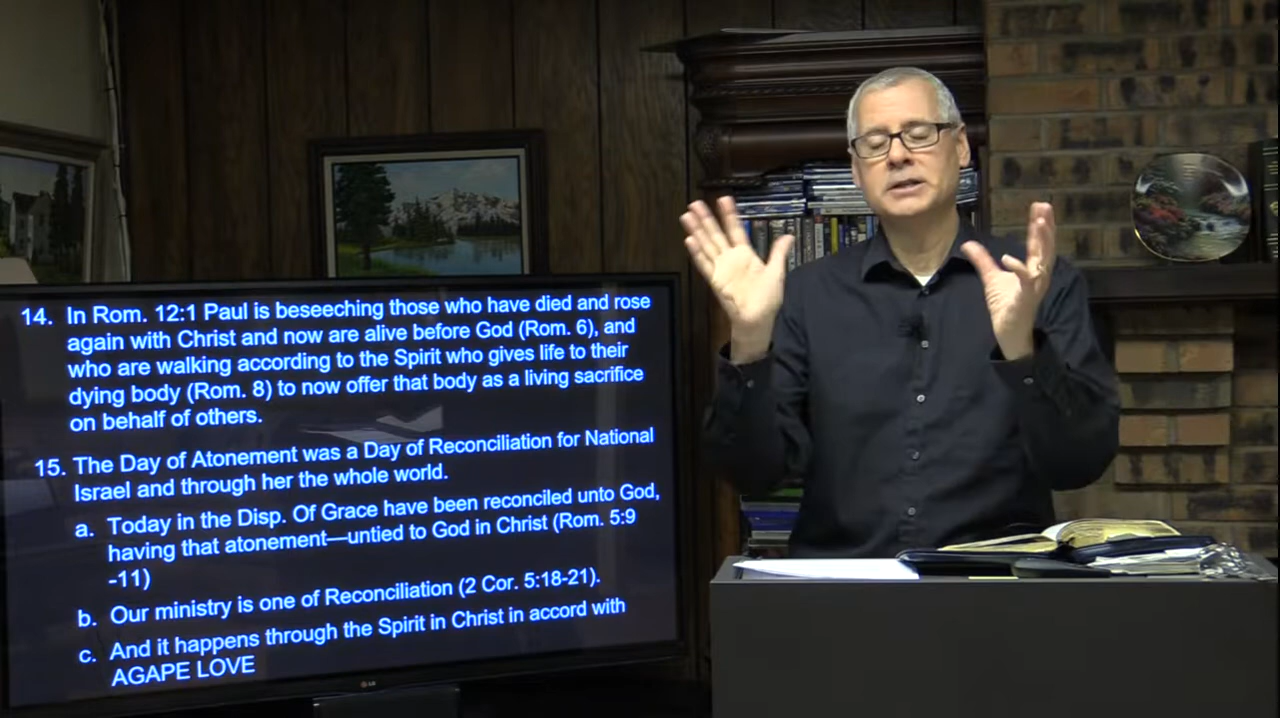 14. In Rom. 12:1 Paul is beseeching those who have died and rose
again with Christ and now are alive before God (Rom. 6), and
who are walking according to the Spirit who gives life to their
dying body (Rom. 8) to now offer that body as a living sacrifice
on behalf of others.
15. The Day of Atonement was a Day of Reconciliation for National
Israel and through her the whole world.
a. Today in the Disp. Of Grace have been reconciled unto God,
having that atonement—untied to God in Christ (Rom. 5:9
-11)
b. Our ministry is one of Reconciliation (2 Cor. 5:18-21).
c. And it happens through the Spirit in Christ in accord with
AGAPE LOVE
LG